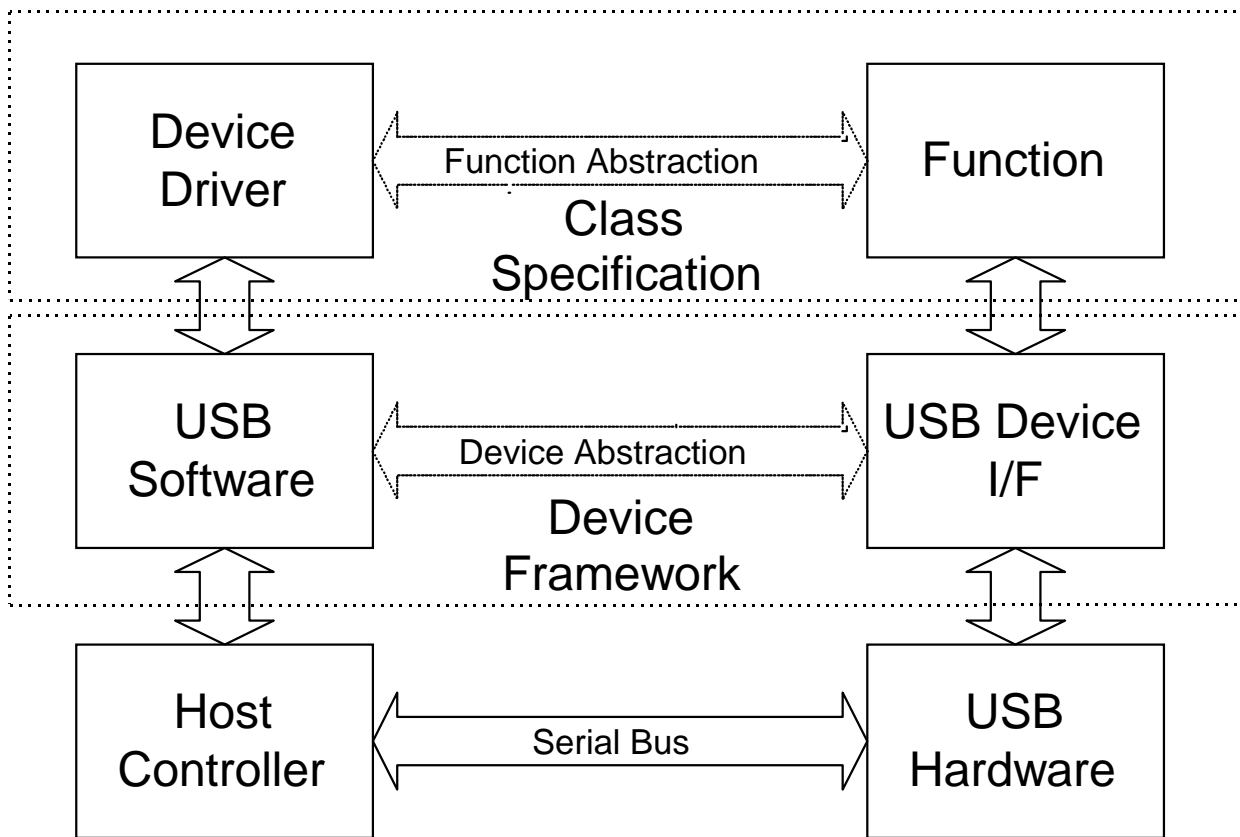 Device
Driver
Function Abstraction
Function
Class
Specification
USB
Software
Device Abstraction
USB Device
I/F
Device
Framework
Host
Controller
Serial Bus
USB
Hardware